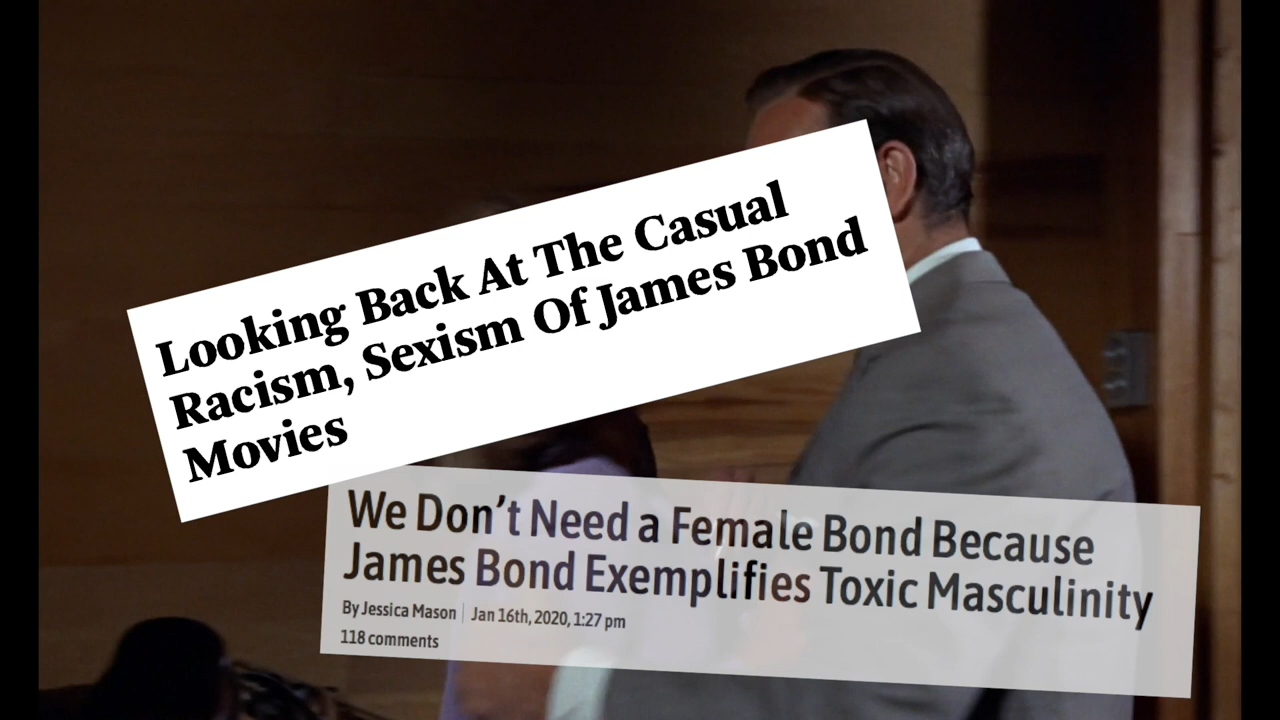 Looking Back At The Casual
Racism, Sexism Of James Bond
Movies
We Don't Need a Female Bond Because
James Bond Exemplifies Toxic Masculinity
By Jessica Mason | Jan 16th, 2020, 1:27 pm
118 comments